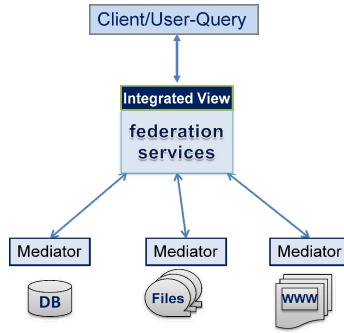 Client/User-Query
Integrated View
federation
services
Mediator
Mediator
Mediator
DB
Files
WWW